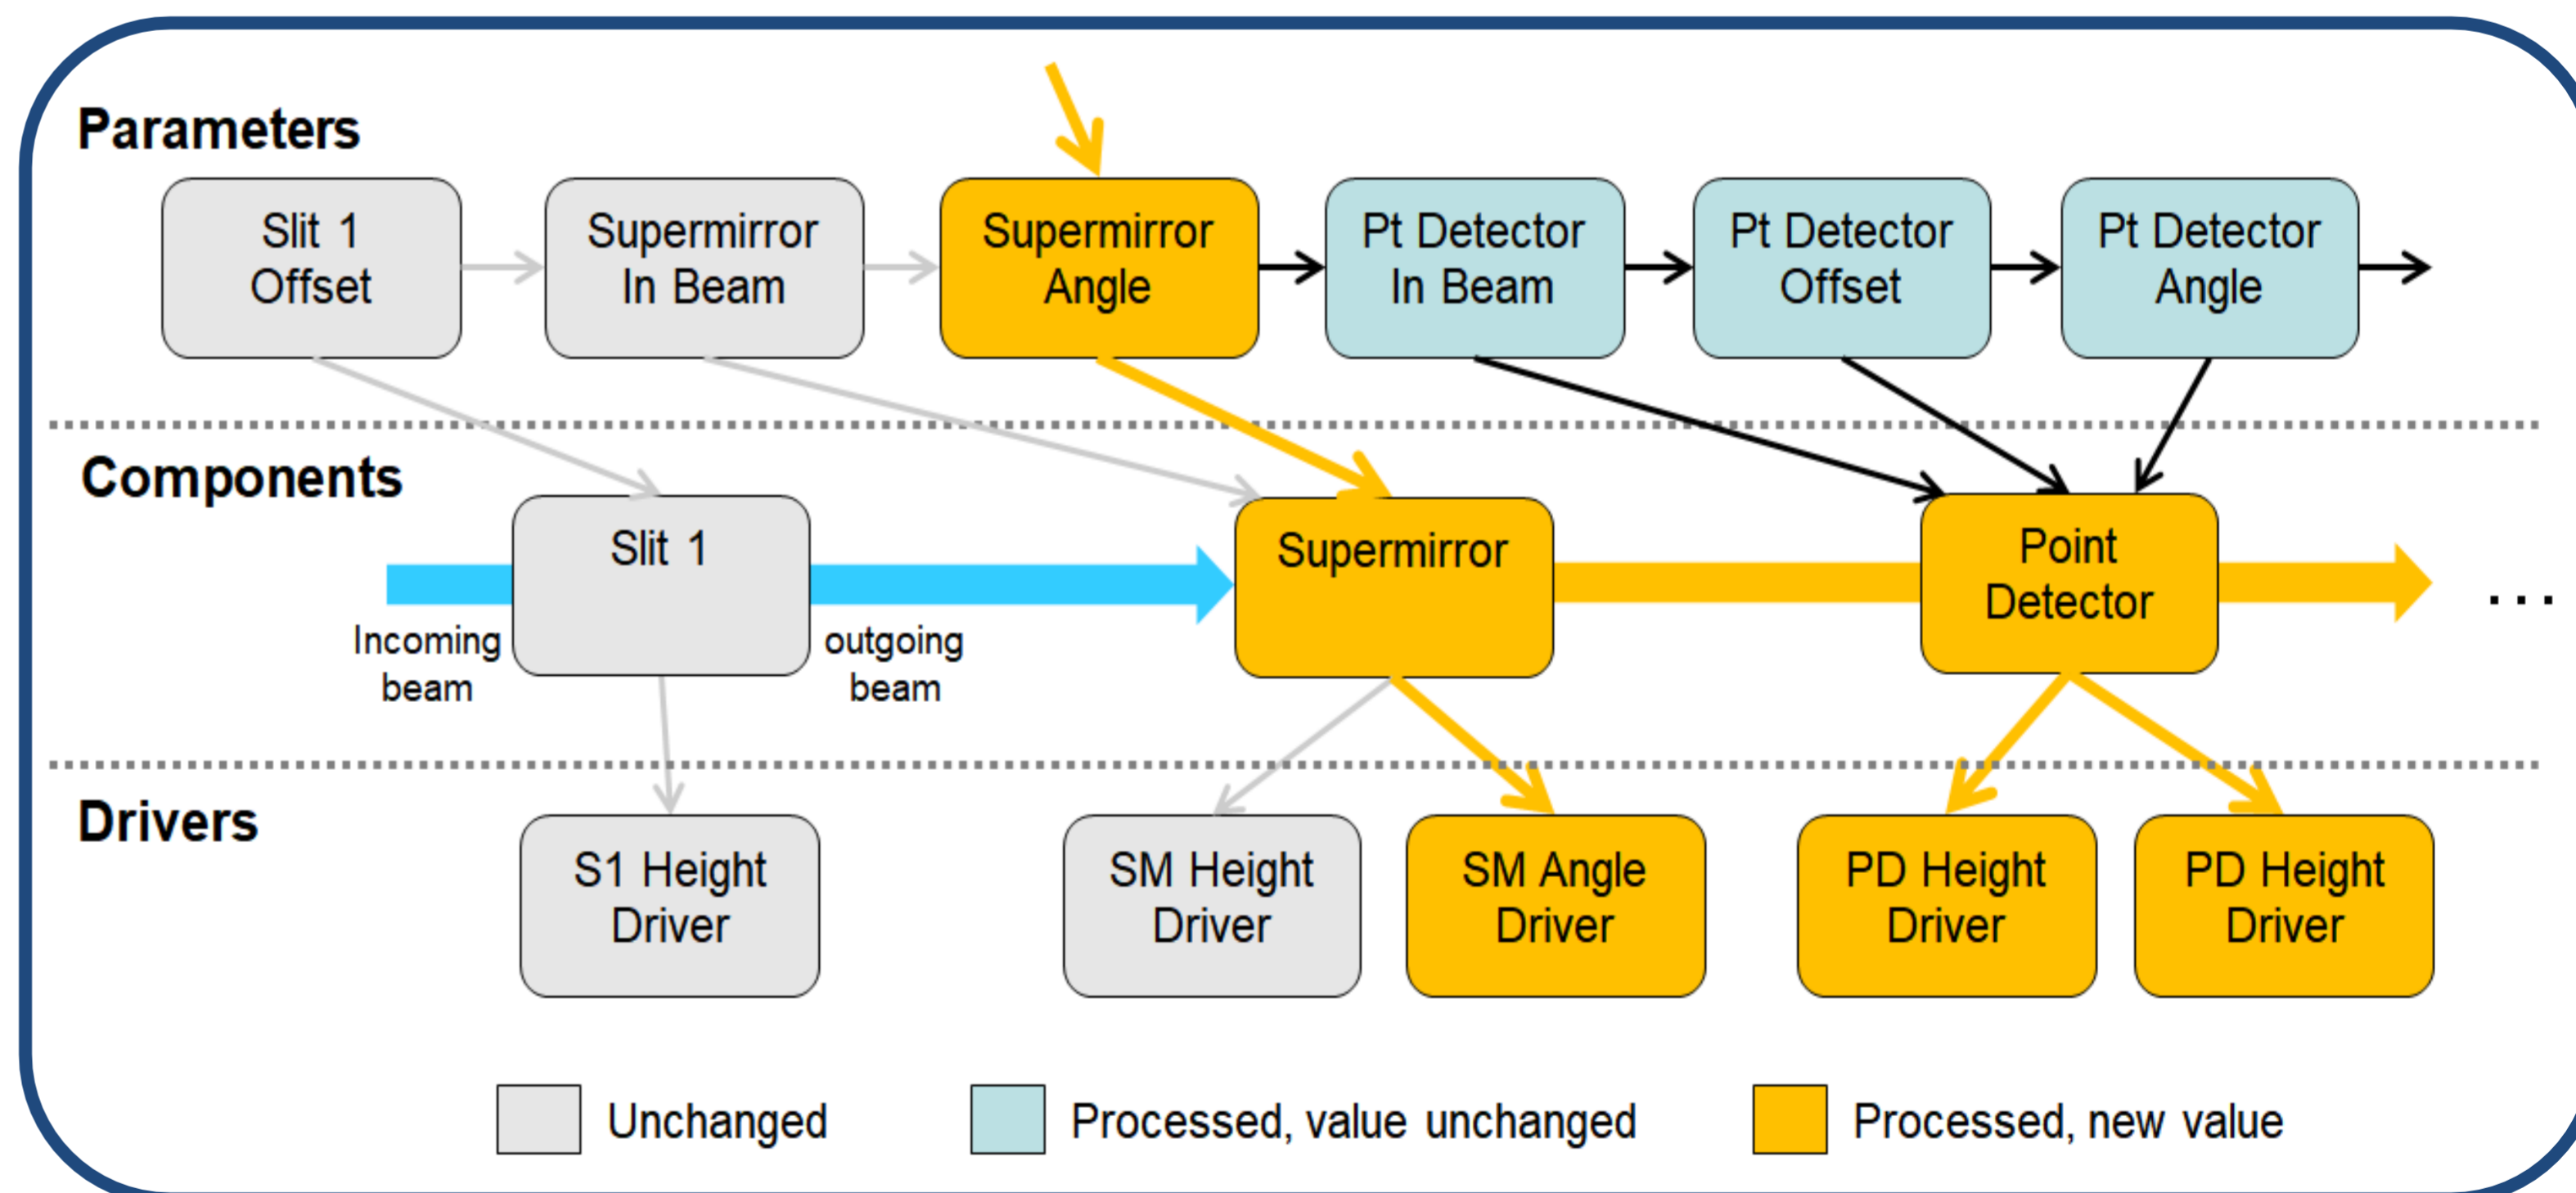 Parameters
Slit 1
Offset
Supermirror
In Beam
Supermirror
Angle
Pt Detector
In Beam
Pt Detector
Offset
Pt Detector
Angle
Components
Slit 1
Supermirror
Point
Detector
Incoming
beam
outgoing
beam
...
Drivers
S1 Height
Driver
SM Height
Driver
SM Angle
Driver
PD Height
Driver
PD Height
Driver
Unchanged
Processed, value unchanged
Processed, new value